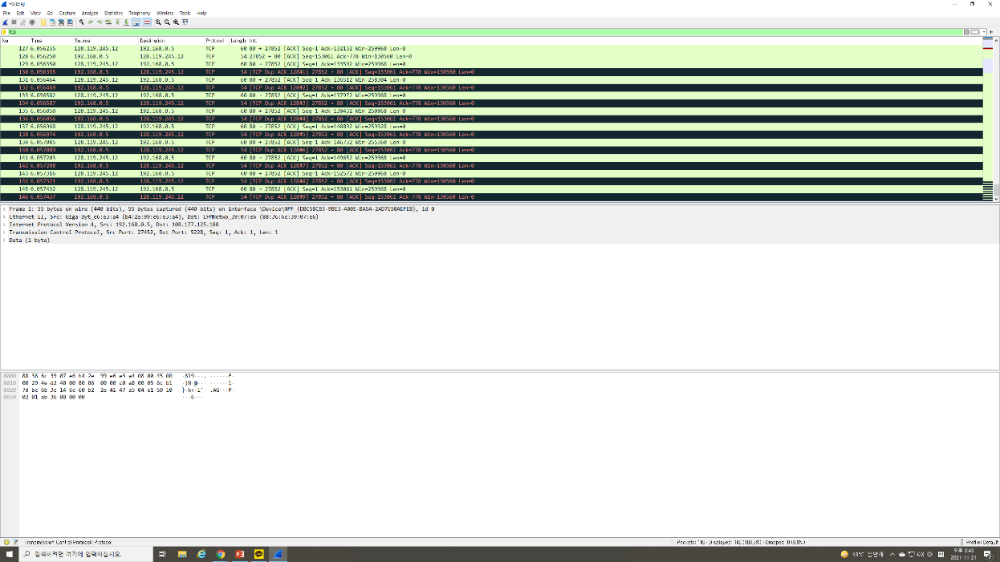 *이더넷
File Edit View Go Capture Analyze Statistics Telephony Wireless Tools Help
tcp
No Time Source Destination Protocol Length Info
127 6.056235 128.119.245.12 192.168.0.5 TCP 60 80 → 27852 [ACK] Seq=1 Ack=132132 Win=259968 Len=0
128 6.056250 192.168.0.5 128.119.245.12 TCP 54 27852 → 80 [ACK] Seq=153061 Ack=778 Win=130560 Len=0
129 6.056350 128.119.245.12 192.168.0.5 TCP 60 80 → 27852 [ACK] Seq=1 Ack=133592 Win=259968 Len=0
130 6.056355 192.168.0.5 128.119.245.12 TCP 54 [TCP Dup ACK 128#1] 27852 → 80 [ACK] Seq=153061 Ack=778 Win=130560 Len=0
131 6.056464 128.119.245.12 192.168.0.5 TCP 60 80 → 27852 [ACK] Seq=1 Ack=136512 Win=258304 Len=0
132 6.056469 192.168.0.5 128.119.245.12 TCP 54 [TCP Dup ACK 128#2] 27852 → 80 [ACK] Seq=153061 Ack=778 Win=130560 Len=0
133 6.056582 128.119.245.12 192.168.0.5 TCP 60 80 → 27852 [ACK] Seq=1 Ack=137972 Win=259968 Len=0
134 6.056587 192.168.0.5 128.119.245.12 TCP 54 [TCP Dup ACK 128#3] 27852 → 80 [ACK] Seq=153061 Ack=778 Win=130560 Len=0
135 6.056850 128.119.245.12 192.168.0.5 TCP 60 80 → 27852 [ACK] Seq=1 Ack=139432 Win=259968 Len=0
136 6.056856 192.168.0.5 128.119.245.12 TCP 54 [TCP Dup ACK 128#4] 27852 → 80 [ACK] Seq=153061 Ack=778 Win=130560 Len=0
137 6.056968 128.119.245.12 192.168.0.5 TCP 60 80 → 27852 [ACK] Seq=1 Ack=140892 Win=259328 Len=0
138 6.056974 192.168.0.5 128.119.245.12 TCP 54 [TCP Dup ACK 128#5] 27852 → 80 [ACK] Seq=153061 Ack=778 Win=130560 Len=0
139 6.057085 128.119.245.12 192.168.0.5 TCP 60 80 → 27852 [ACK] Seq=1 Ack=146732 Win=255360 Len=0
140 6.057089 192.168.0.5 128.119.245.12 TCP 54 [TCP Dup ACK 128#6] 27852 → 80 [ACK] Seq=153061 Ack=778 Win=130560 Len=0
141 6.057203 128.119.245.12 192.168.0.5 TCP 60 80 → 27852 [ACK] Seq=1 Ack=149652 Win=259968 Len=0
142 6.057208 192.168.0.5 128.119.245.12 TCP 54 [TCP Dup ACK 128#7] 27852 → 80 [ACK] Seq=153061 Ack=778 Win=130560 Len=0
143 6.057316 128.119.245.12 192.168.0.5 TCP 60 80 → 27852 [ACK] Seq=1 Ack=152572 Win=259968 Len=0
144 6.057321 192.168.0.5 128.119.245.12 TCP 54 [TCP Dup ACK 128#8] 27852 → 80 [ACK] Seq=153061 Ack=778 Win=130560 Len=0
145 6.057432 128.119.245.12 192.168.0.5 TCP 60 80 → 27852 [ACK] Seq=1 Ack=153061 Win=259968 Len=0
146 6.057437 192.168.0.5 128.119.245.12 TCP 54 [TCP Dup ACK 128#9] 27852 → 80 [ACK] Seq=153061 Ack=778 Win=130560 Len=0
Frame 1: 55 bytes on wire (440 bits), 55 bytes captured (440 bits) on interface \Device\NPF_{DBC5BC83-9BE3-400E-BA5A-2AD7E50AEFEB}, id 0
Ethernet II, Src: Giga-Byt_e6:e3:a4 (b4:2e:99:e6:e3:a4), Dst: EFMNetwo_39:07:e6 (88:36:6c:39:07:e6)
Internet Protocol Version 4, Src: 192.168.0.5, Dst: 108.177.125.188
Transmission Control Protocol, Src Port: 27452, Dst Port: 5228, Seq: 1, Ack: 1, Len: 1
Data (1 byte)
0000 88 36 6c 39 07 e6 b4 2e 99 e6 e3 a4 08 00 45 00 ·6l9···. ······E·
0010 00 29 4e d2 40 00 80 06 00 00 c0 a8 00 05 6c b1 ·)N·@··· ······l·
0020 7d bc 6b 3c 14 6c 60 b2 2e 41 47 a5 04 e1 50 10 }·k<·l`· .AG···P·
0030 02 01 ab 36 00 00 00 ···6···
Transmission Control Protocol: Protocol
Packets: 146 · Displayed: 146 (100.0%) · Dropped: 0 (0.0%)
Profile: Default
검색하려면 여기에 입력하십시오.
13°C 실안개
오후 3:43
2021-11-21